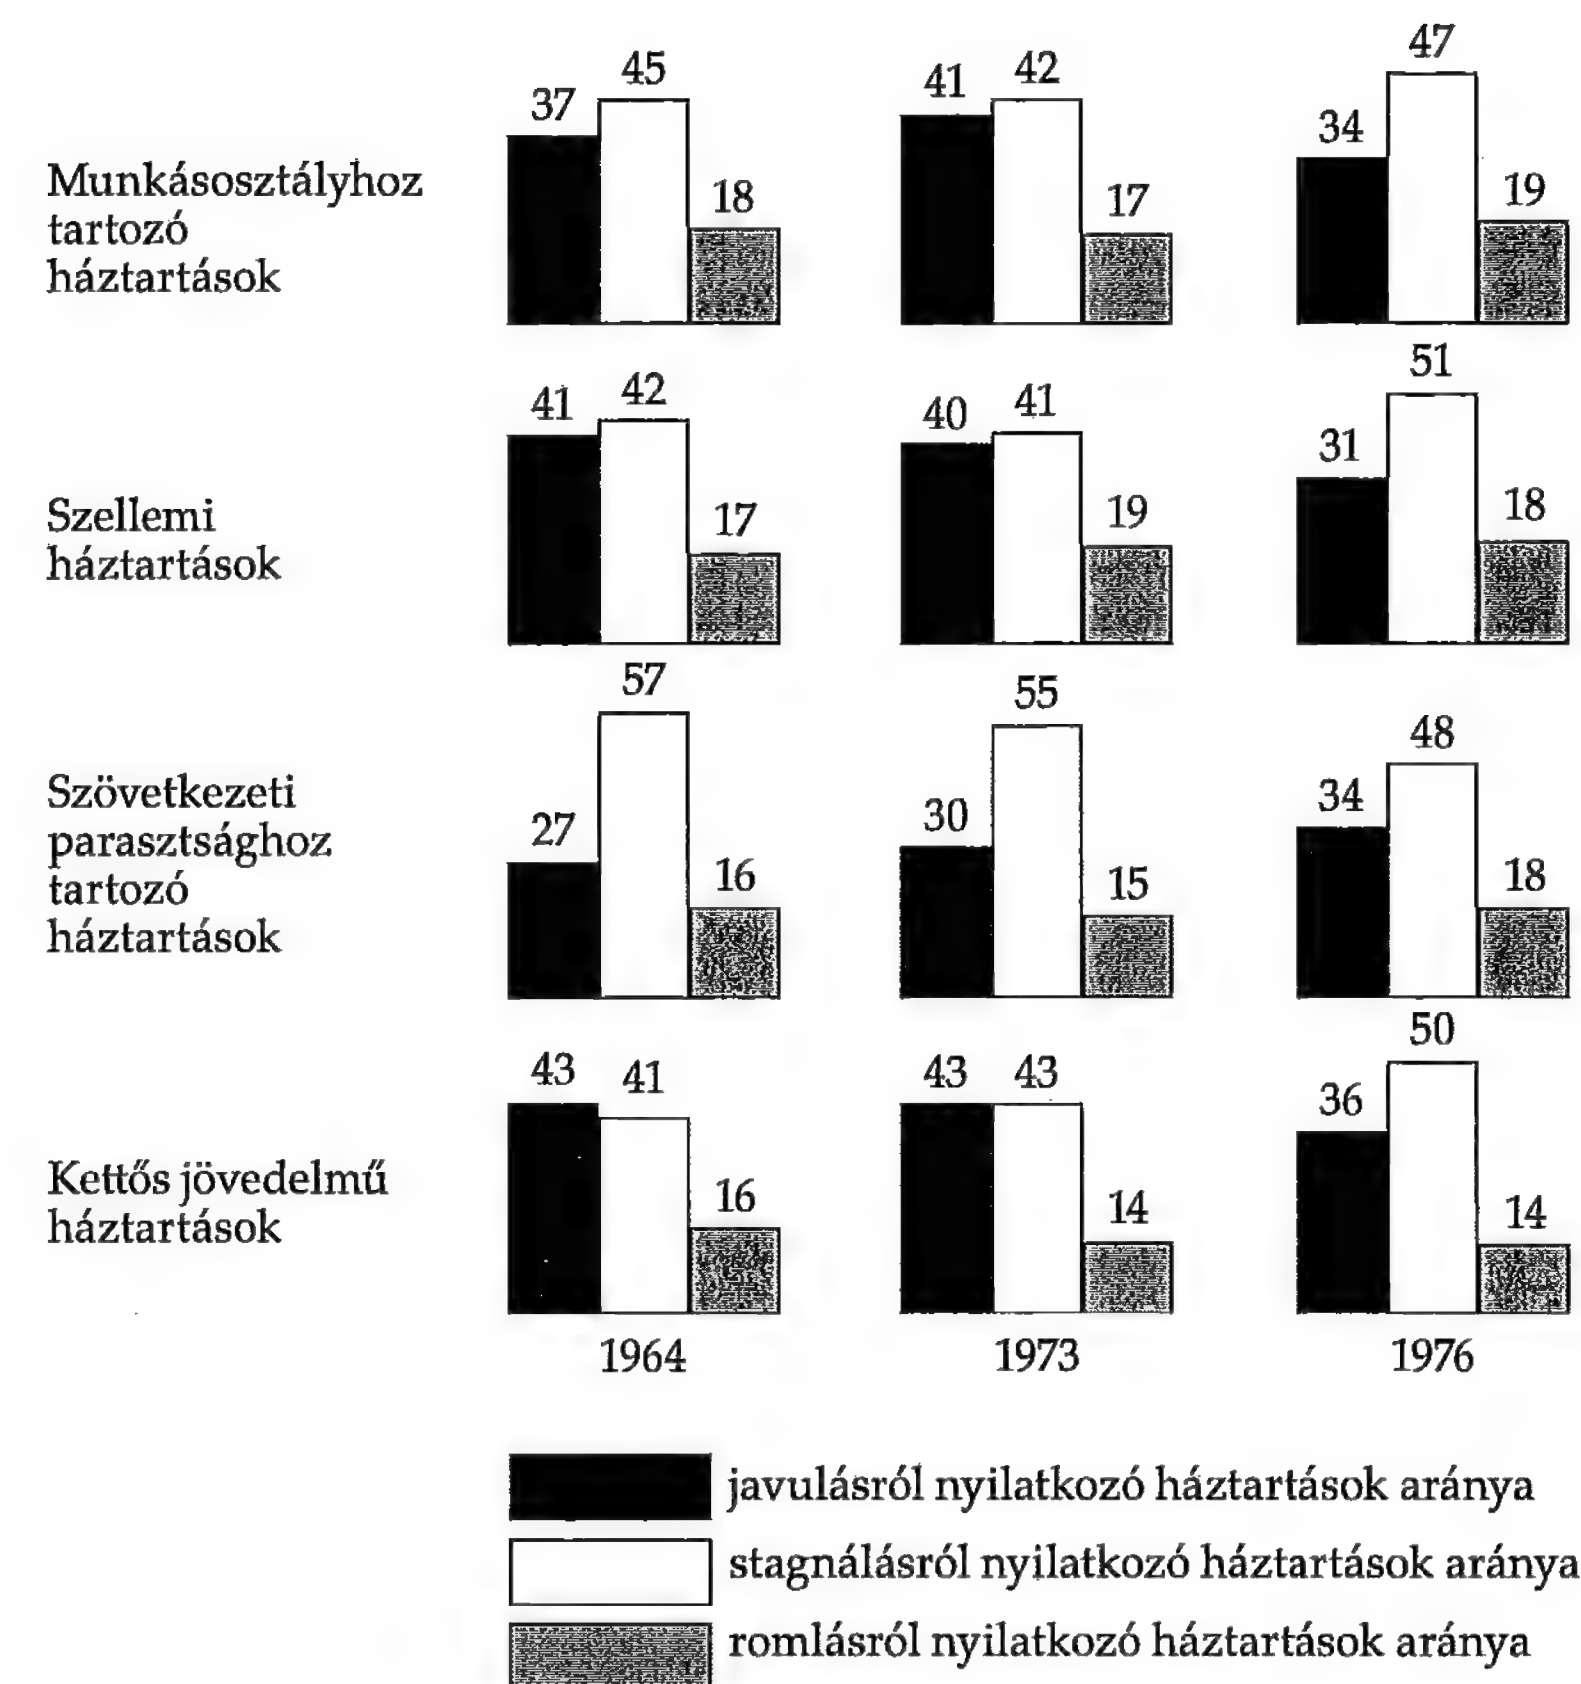 37 45 18 41 42 17 34 47 19
Munkásosztályhoz
tartozó
háztartások
41 42 17 40 41 19 31 51 18
Szellemi
háztartások
27 57 16 30 55 15 34 48 18
Szövetkezeti
parasztsághoz
tartozó
háztartások
43 41 16 43 43 14 36 50 14
Kettős jövedelmű
háztartások
1964 1973 1976
javulásról nyilatkozó háztartások aránya
stagnálásról nyilatkozó háztartások aránya
romlásról nyilatkozó háztartások aránya